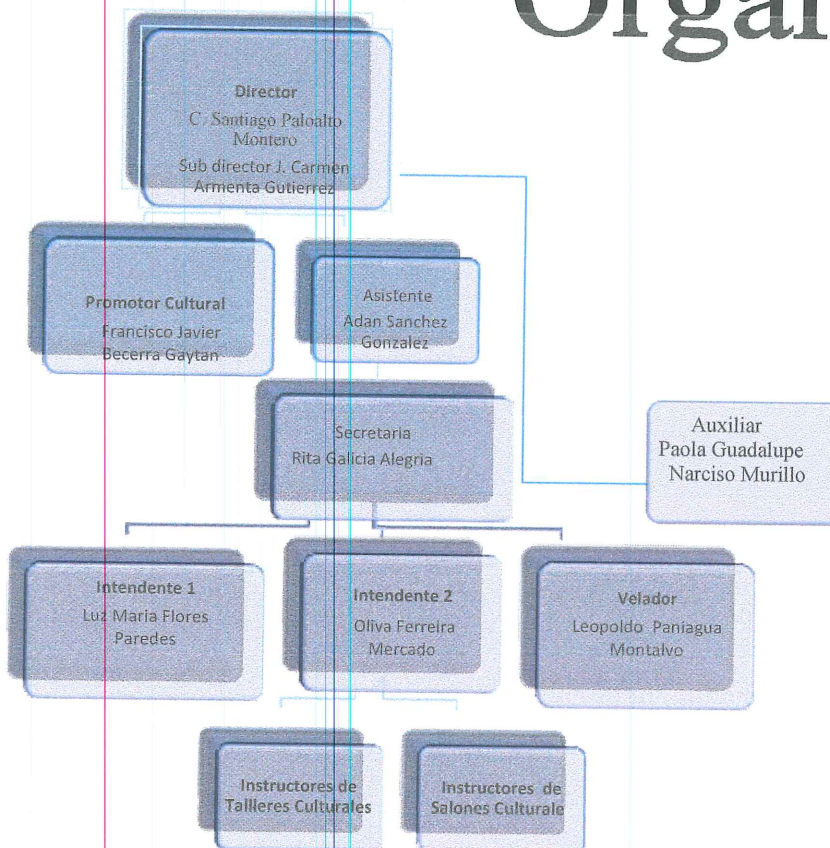 Organ
Director
C. Santiago Paloalto
Montero
Sub director J. Carmen
Armenta Gutierrez
Promotor Cultural
Francisco Javier
Becerra Gaytan
Asistente
Adan Sanchez
Gonzalez
Secretaria
Rita Galicia Alegria
Auxiliar
Paola Guadalupe
Narciso Murillo
Intendente 1
Luz Maria Flores
Paredes
Intendente 2
Oliva Ferreira
Mercado
Velador
Leopoldo Paniagua
Montalvo
Instructores de
Tallleres Culturales
Instructores de
Salones Culturale